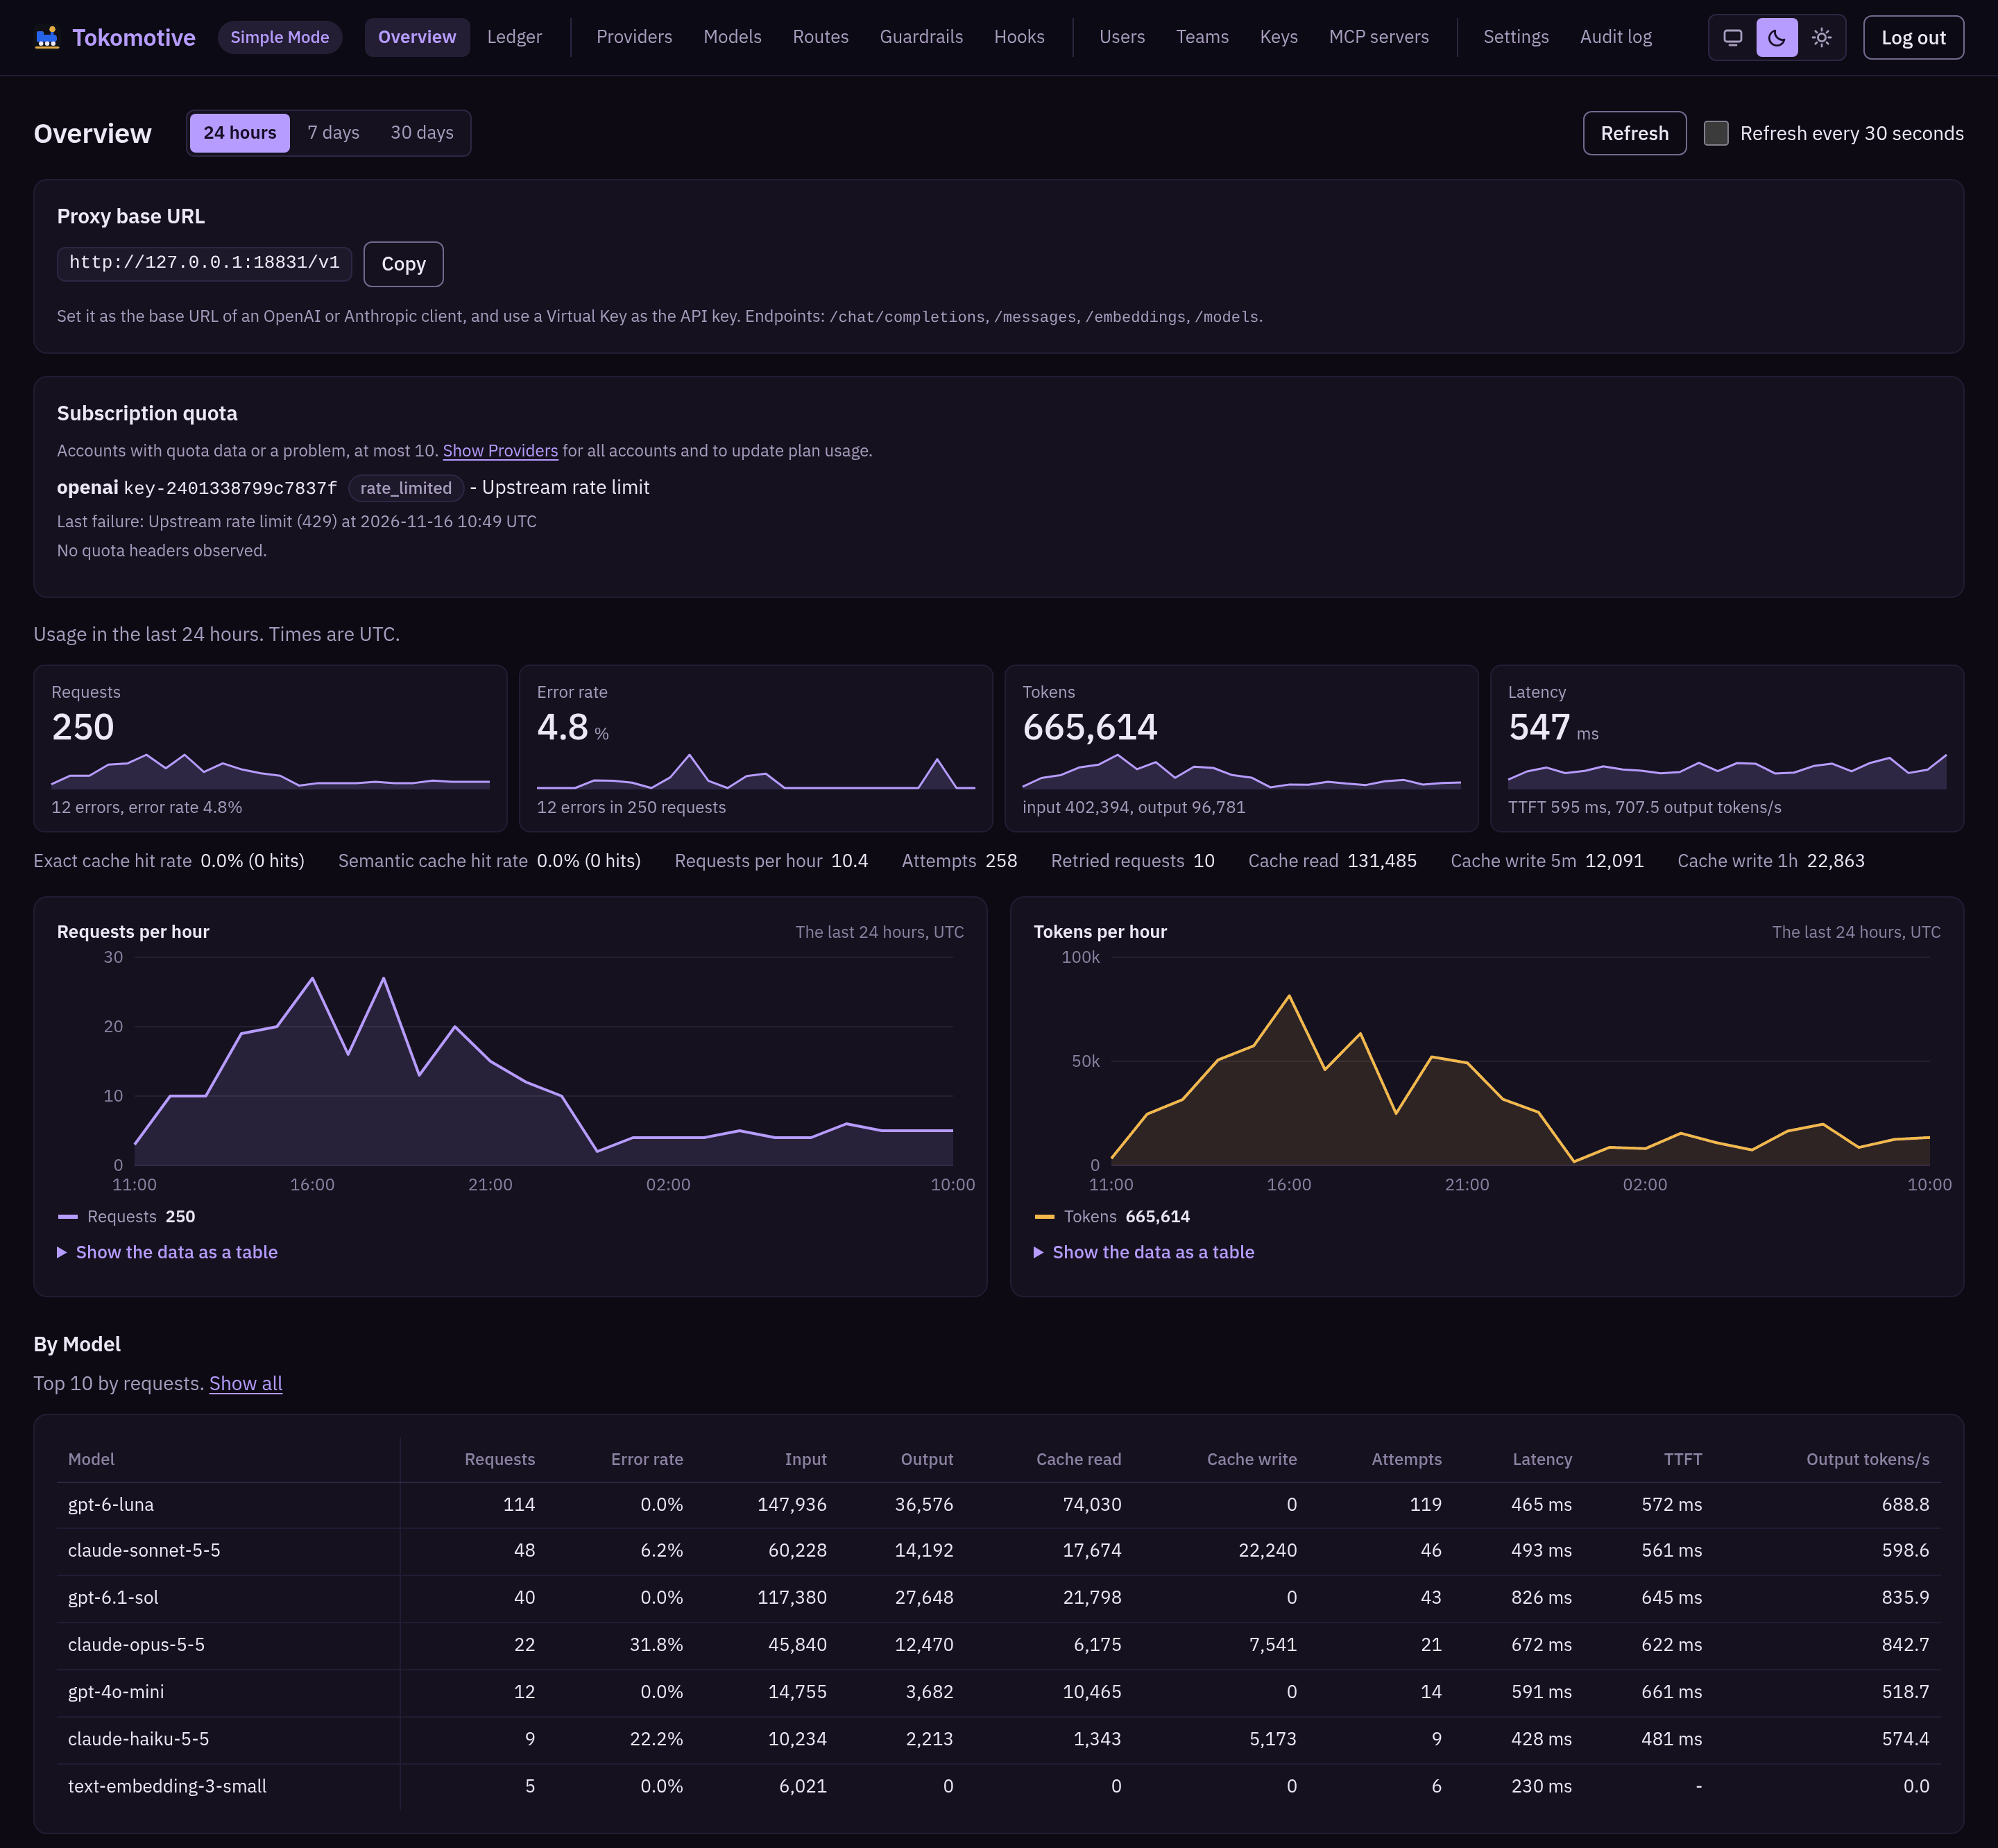 Tokomotive Simple Mode Overview Ledger Providers Models Routes Guardrails Hooks Users Teams Keys MCP servers Settings Audit log Log out
Overview 24 hours 7 days 30 days Refresh Refresh every 30 seconds
Proxy base URL
http://127.0.0.1:18831/v1 Copy
Set it as the base URL of an OpenAI or Anthropic client, and use a Virtual Key as the API key. Endpoints: /chat/completions, /messages, /embeddings, /models.
Subscription quota
Accounts with quota data or a problem, at most 10. Show Providers for all accounts and to update plan usage.
openai key-2401338799c7837f rate_limited - Upstream rate limit
Last failure: Upstream rate limit (429) at 2026-11-16 10:49 UTC
No quota headers observed.
Usage in the last 24 hours. Times are UTC.
Requests
250
12 errors, error rate 4.8%
Error rate
4.8 %
12 errors in 250 requests
Tokens
665,614
input 402,394, output 96,781
Latency
547 ms
TTFT 595 ms, 707.5 output tokens/s
Exact cache hit rate 0.0% (0 hits) Semantic cache hit rate 0.0% (0 hits) Requests per hour 10.4 Attempts 258 Retried requests 10 Cache read 131,485 Cache write 5m 12,091 Cache write 1h 22,863
Requests per hour The last 24 hours, UTC
30
20
10
0
11:00 16:00 21:00 02:00 10:00
Requests 250
Show the data as a table
Tokens per hour The last 24 hours, UTC
100k
50k
0
11:00 16:00 21:00 02:00 10:00
Tokens 665,614
Show the data as a table
By Model
Top 10 by requests. Show all
Model Requests Error rate Input Output Cache read Cache write Attempts Latency TTFT Output tokens/s
gpt-6-luna 114 0.0% 147,936 36,576 74,030 0 119 465 ms 572 ms 688.8
claude-sonnet-5-5 48 6.2% 60,228 14,192 17,674 22,240 46 493 ms 561 ms 598.6
gpt-6.1-sol 40 0.0% 117,380 27,648 21,798 0 43 826 ms 645 ms 835.9
claude-opus-5-5 22 31.8% 45,840 12,470 6,175 7,541 21 672 ms 622 ms 842.7
gpt-4o-mini 12 0.0% 14,755 3,682 10,465 0 14 591 ms 661 ms 518.7
claude-haiku-5-5 9 22.2% 10,234 2,213 1,343 5,173 9 428 ms 481 ms 574.4
text-embedding-3-small 5 0.0% 6,021 0 0 0 6 230 ms - 0.0